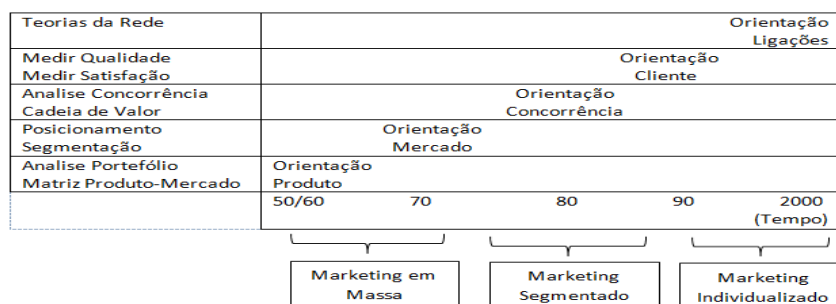 Teorias da Rede
Orientação
Ligações
Medir Qualidade
Medir Satisfação
Orientação
Cliente
Analise Concorrência
Cadeia de Valor
Orientação
Concorrência
Posicionamento
Segmentação
Orientação
Mercado
Analise Portefólio
Matriz Produto-Mercado
Orientação
Produto
50/60 70 80 90 2000
(Tempo)
Marketing em
Massa
Marketing
Segmentado
Marketing
Individualizado